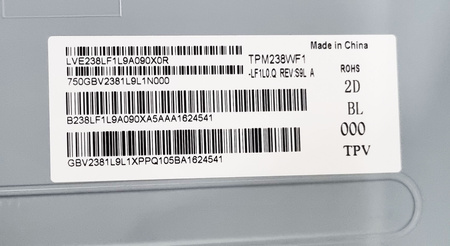 Made in China
LVE238LF1L9A090X0R
TPM238WF1
750GBV2381L9L1N000
-LF1L0.Q REV:S9L A
ROHS
2D
B238LF1L9A090XA5AAA1624541
BL
000
GBV2381L9L1XPPQ105BA1624541
TPV